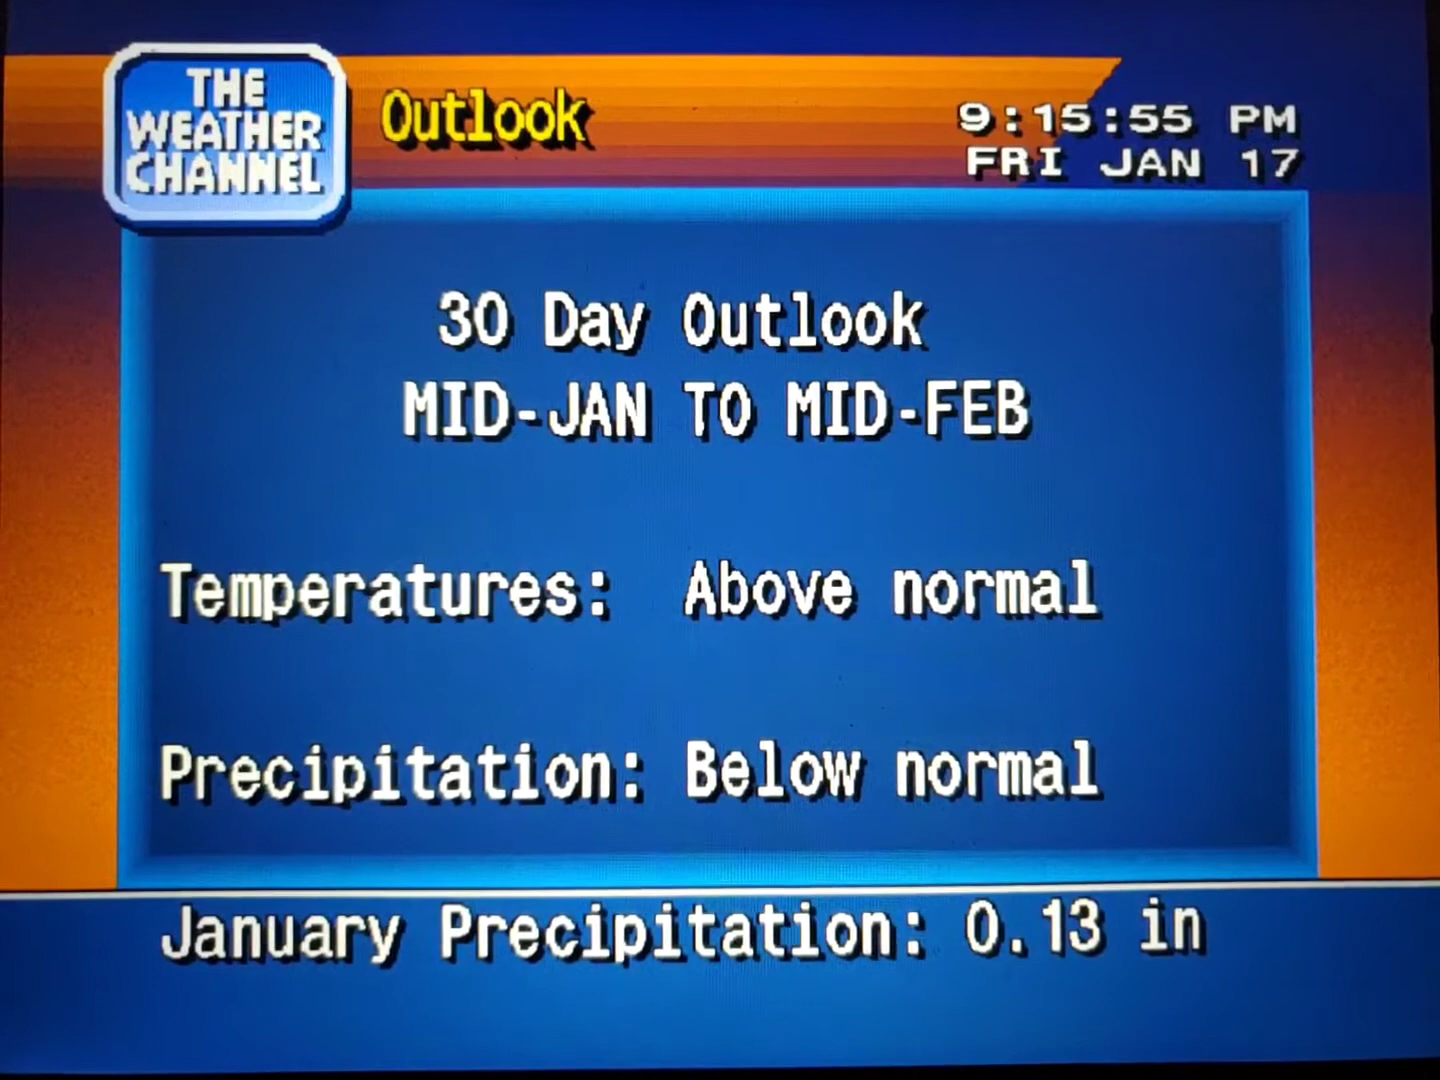 THE
WEATHER
CHANNEL
Outlook
9:15:55 PM
FRI JAN 17
30 Day Outlook
MID-JAN TO MID-FEB
Temperatures: Above normal
Precipitation: Below normal
January Precipitation: 0.13 in